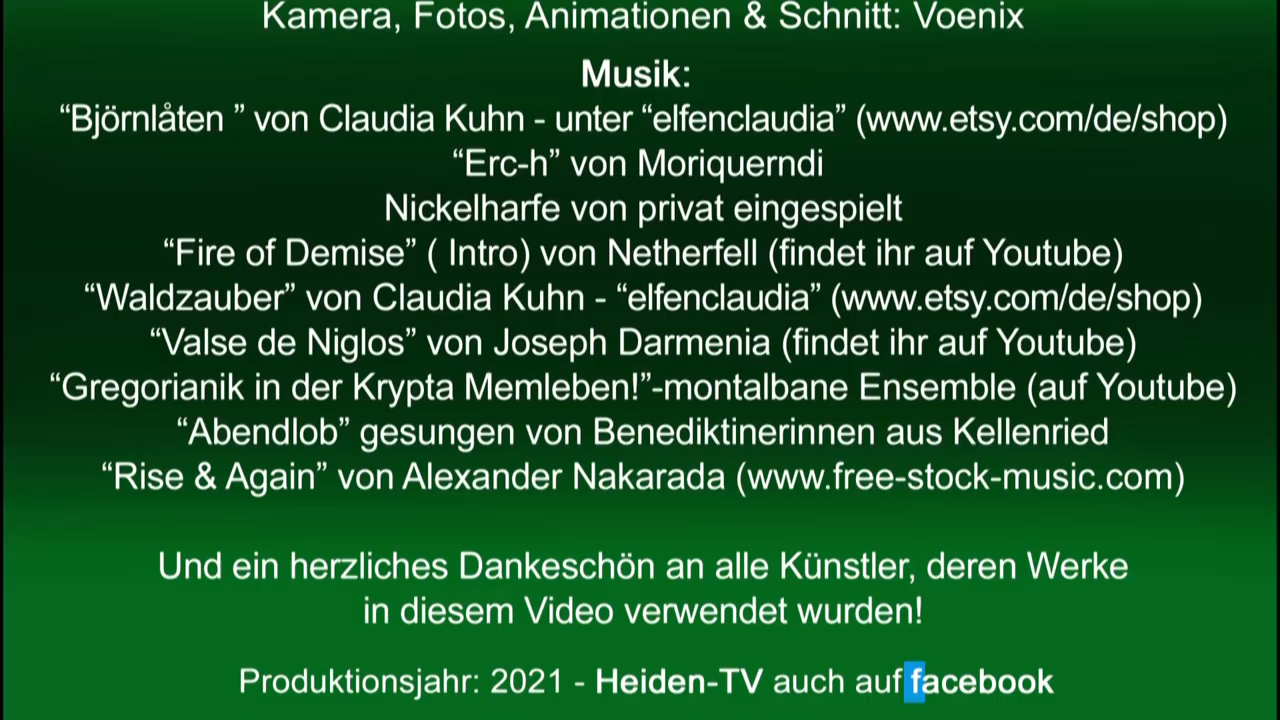 Kamera, Fotos, Animationen & Schnitt: Voenix
Musik:
“Björnlåten ” von Claudia Kuhn - unter “elfenclaudia” (www.etsy.com/de/shop)
“Erc-h” von Moriquerndi
Nickelharfe von privat eingespielt
“Fire of Demise” ( Intro) von Netherfell (findet ihr auf Youtube)
“Waldzauber” von Claudia Kuhn - “elfenclaudia” (www.etsy.com/de/shop)
“Valse de Niglos” von Joseph Darmenia (findet ihr auf Youtube)
“Gregorianik in der Krypta Memleben!”-montalbane Ensemble (auf Youtube)
“Abendlob” gesungen von Benediktinerinnen aus Kellenried
“Rise & Again” von Alexander Nakarada (www.free-stock-music.com)
Und ein herzliches Dankeschön an alle Künstler, deren Werke
in diesem Video verwendet wurden!
Produktionsjahr: 2021 - Heiden-TV auch auf facebook